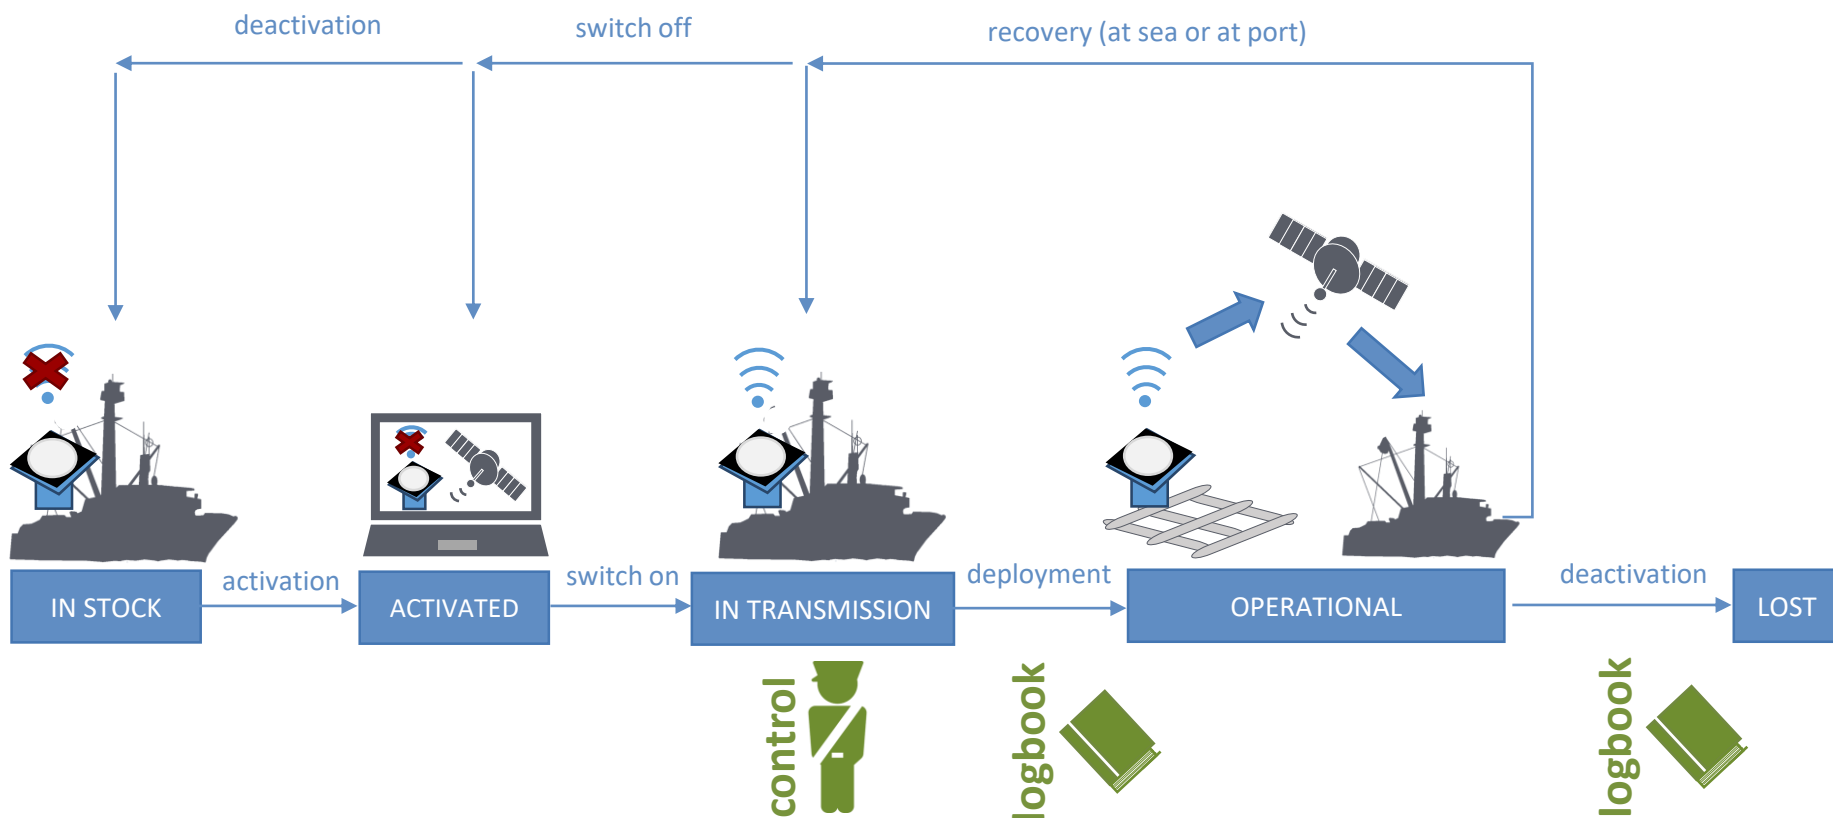 deactivation
switch off
recovery (at sea or at port)
IN STOCK
activation
ACTIVATED
switch on
IN TRANSMISSION
deployment
OPERATIONAL
deactivation
LOST
control
logbook
logbook